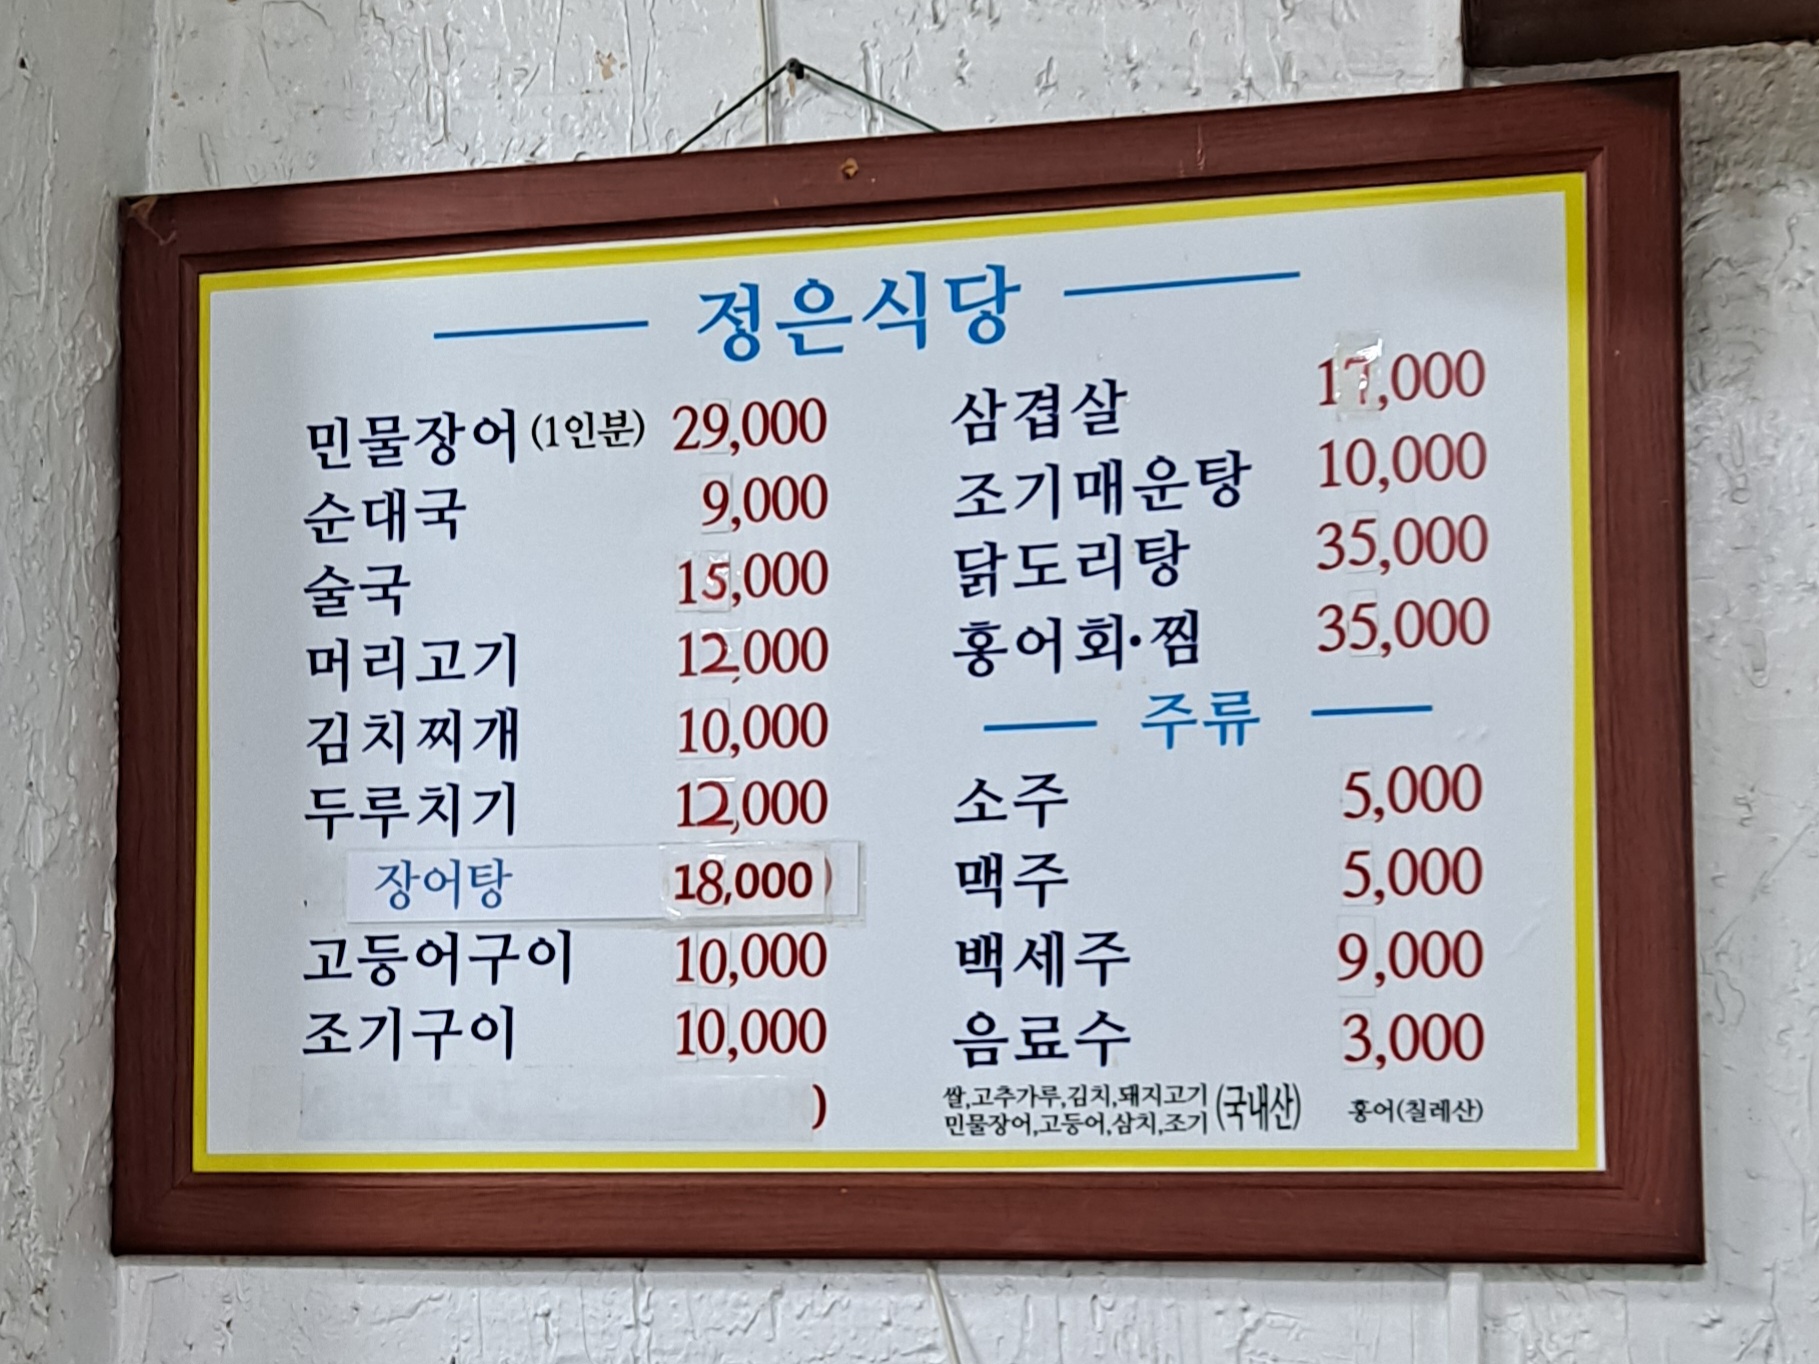 정은식당
민물장어(1인분) 29,000
순대국 9,000
술국 15,000
머리고기 12,000
김치찌개 10,000
두루치기 12,000
장어탕 18,000
고등어구이 10,000
조기구이 10,000
)
삼겹살 17,000
조기매운탕 10,000
닭도리탕 35,000
홍어회·찜 35,000
주류
소주 5,000
맥주 5,000
백세주 9,000
음료수 3,000
쌀,고추가루,김치,돼지고기
민물장어,고등어,삼치,조기 (국내산) 홍어(칠레산)